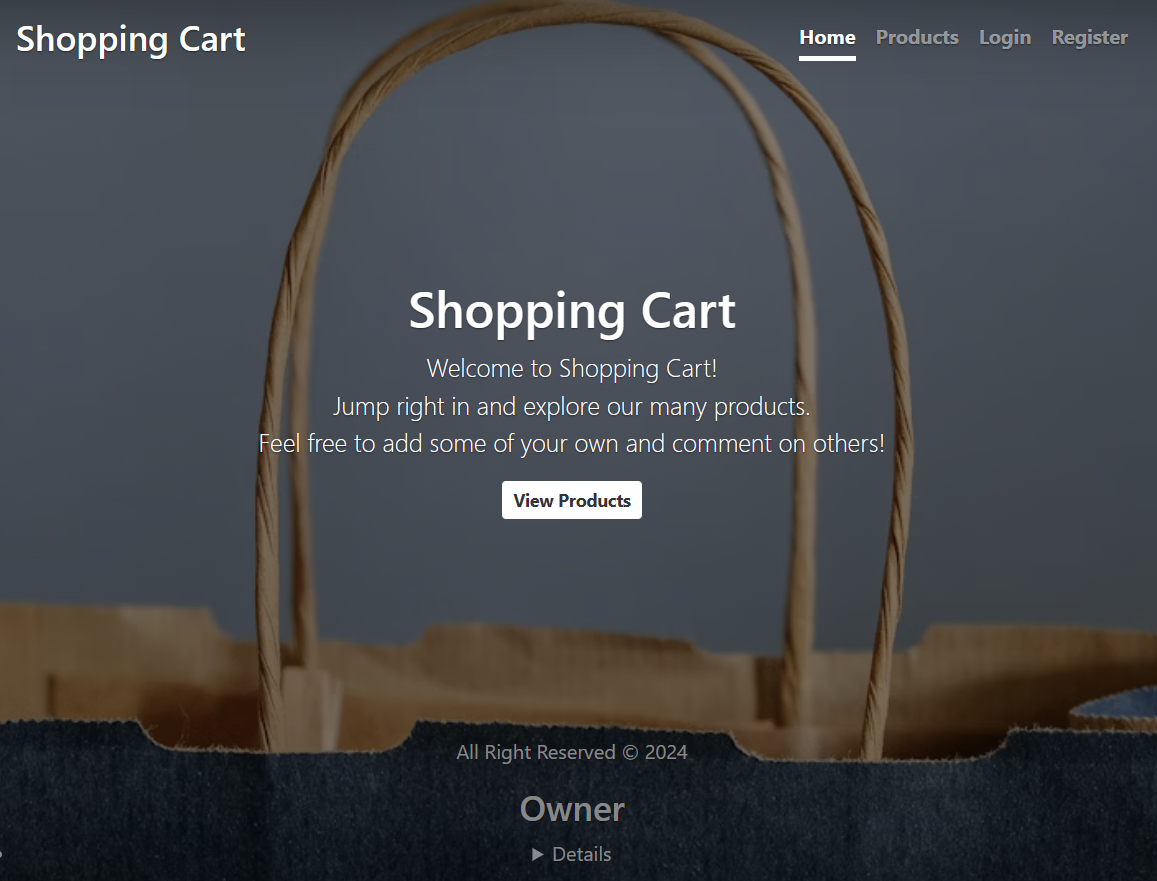 Shopping Cart
Home Products Login Register
Shopping Cart
Welcome to Shopping Cart!
Jump right in and explore our many products.
Feel free to add some of your own and comment on others!
View Products
All Right Reserved © 2024
Owner
▶ Details